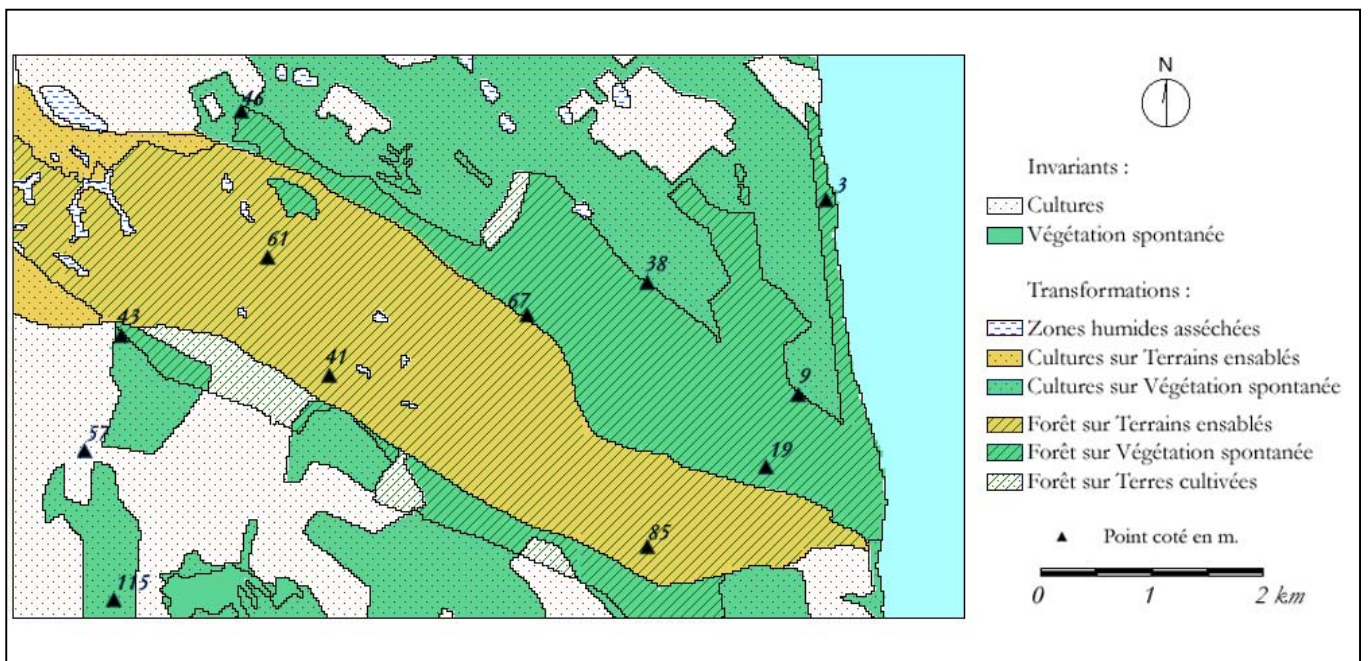 46
3
61
38
67
43
41
9
57
19
85
115
N
Invariants :
Cultures
Végétation spontanée
Transformations :
Zones humides asséchées
Cultures sur Terrains ensablés
Cultures sur Végétation spontanée
Forêt sur Terrains ensablés
Forêt sur Végétation spontanée
Forêt sur Terres cultivées
Point coté en m.
0 1 2 km